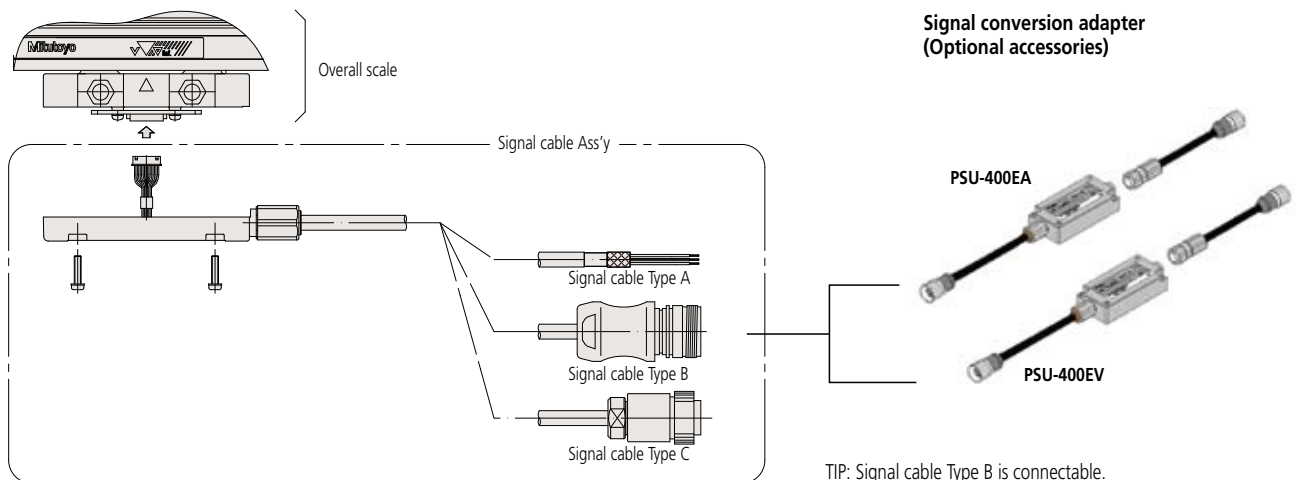 Signal conversion adapter
(Optional accessories)
Mitutoyo
Overall scale
Signal cable Ass'y
PSU-400EA
Signal cable Type A
Signal cable Type B
PSU-400EV
Signal cable Type C
TIP: Signal cable Type B is connectable.